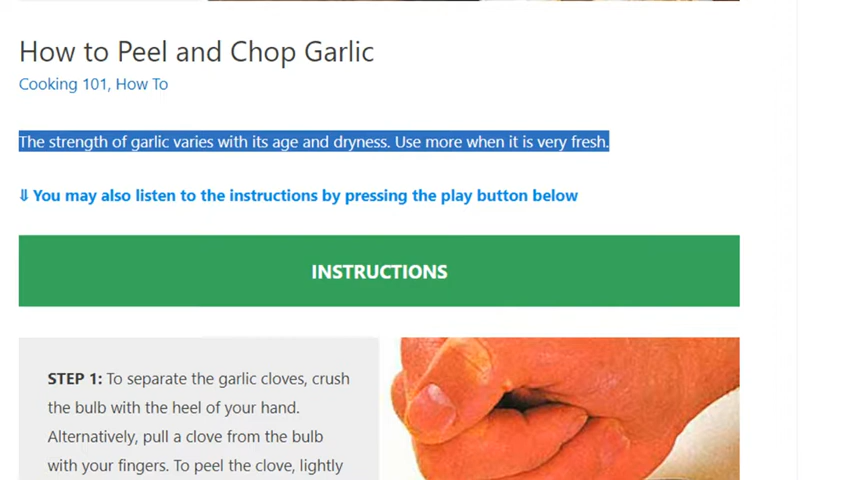 How to Peel and Chop Garlic
Cooking 101, How To
The strength of garlic varies with its age and dryness. Use more when it is very fresh.
⇓ You may also listen to the instructions by pressing the play button below
INSTRUCTIONS
STEP 1: To separate the garlic cloves, crush
the bulb with the heel of your hand.
Alternatively, pull a clove from the bulb
with your fingers. To peel the clove, lightly